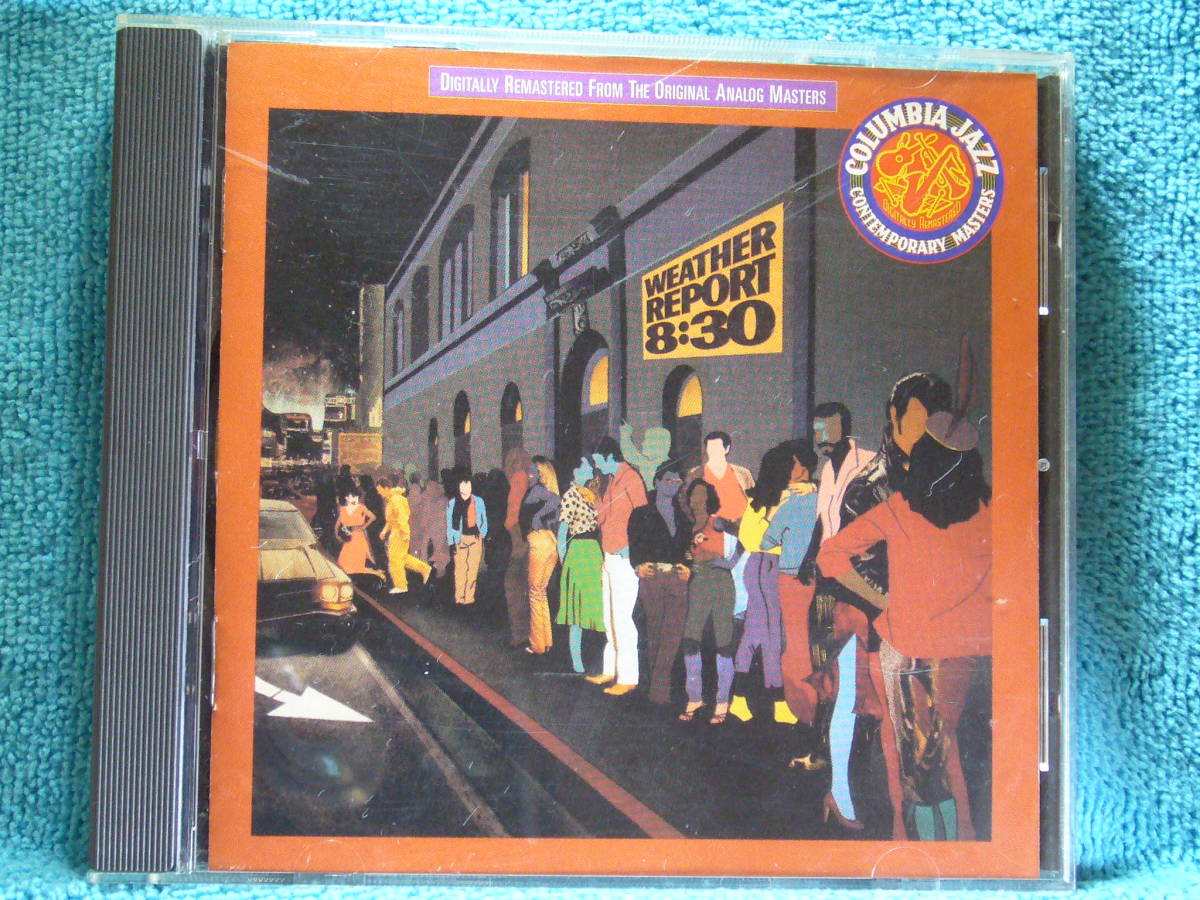 DIGITALLY REMASTERED FROM THE ORIGINAL ANALOG MASTERS
COLUMBIA JAZZ
DIGITALLY REMASTERED
CONTEMPORARY MASTERS
WEATHER
REPORT
8:30